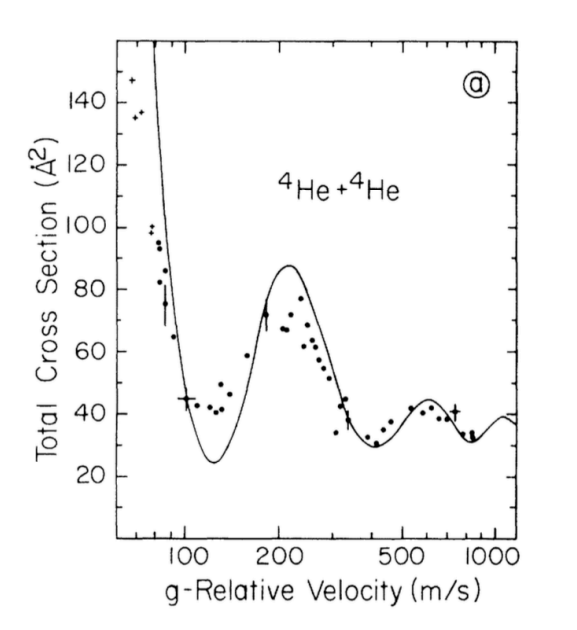 ⓐ
140
120
⁴He + ⁴He
100
80
60
40
20
100 200 500 1000
g-Relative Velocity (m/s)
Total Cross Section (Å²)